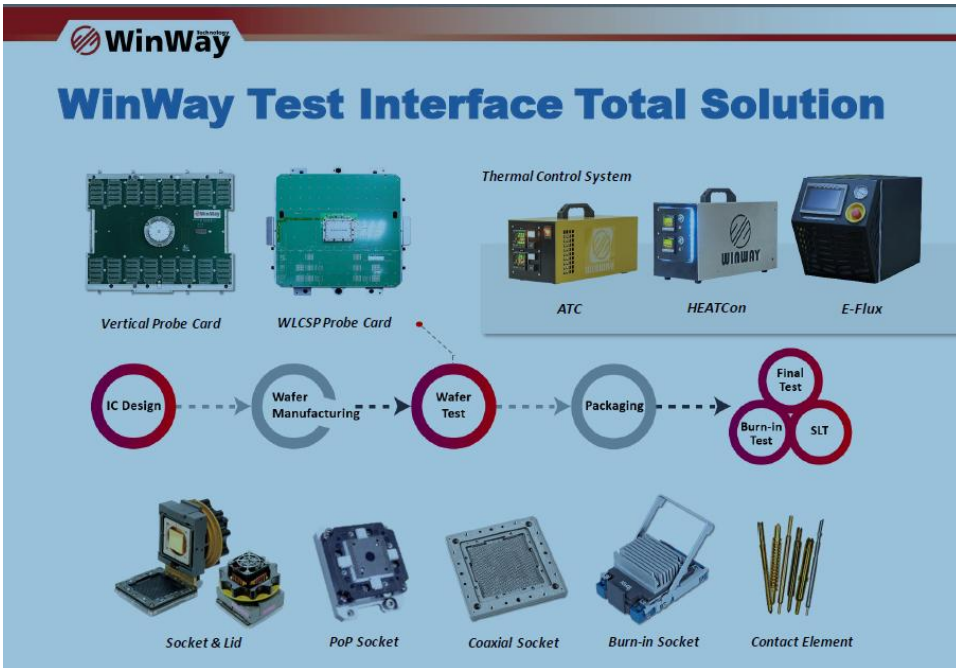 WinWay Technology
WinWay Test Interface Total Solution
Thermal Control System
WinWay
WINWAY
Vertical Probe Card
WLCSP Probe Card
ATC
HEATCon
E-Flux
IC Design
Wafer
Manufacturing
Wafer
Test
Packaging
Final
Test
Burn-in
Test
SLT
Socket & Lid
PoP Socket
Coaxial Socket
Burn-in Socket
Contact Element